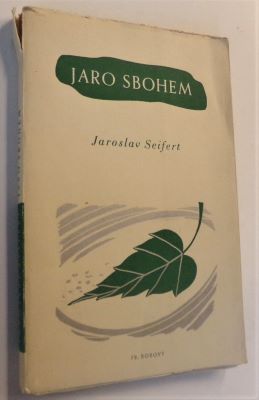 JARO SBOHEM
Jaroslav Seifert
FR. BOROVÝ